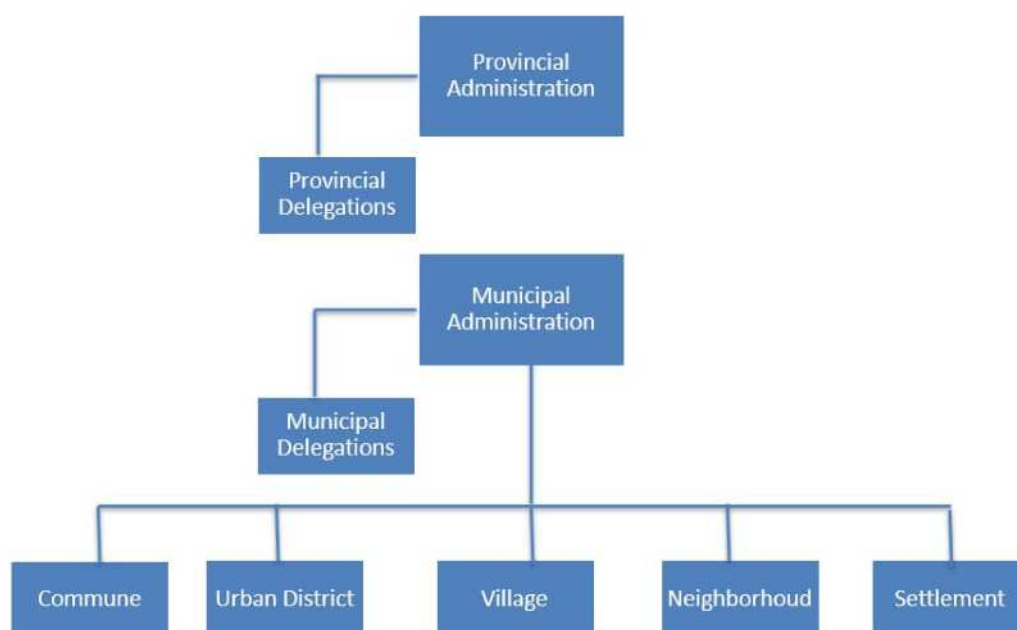 Provincial
Administration
Provincial
Delegations
Municipal
Administration
Municipal
Delegations
Commune
Urban District
Village
Neighborhoud
Settlement